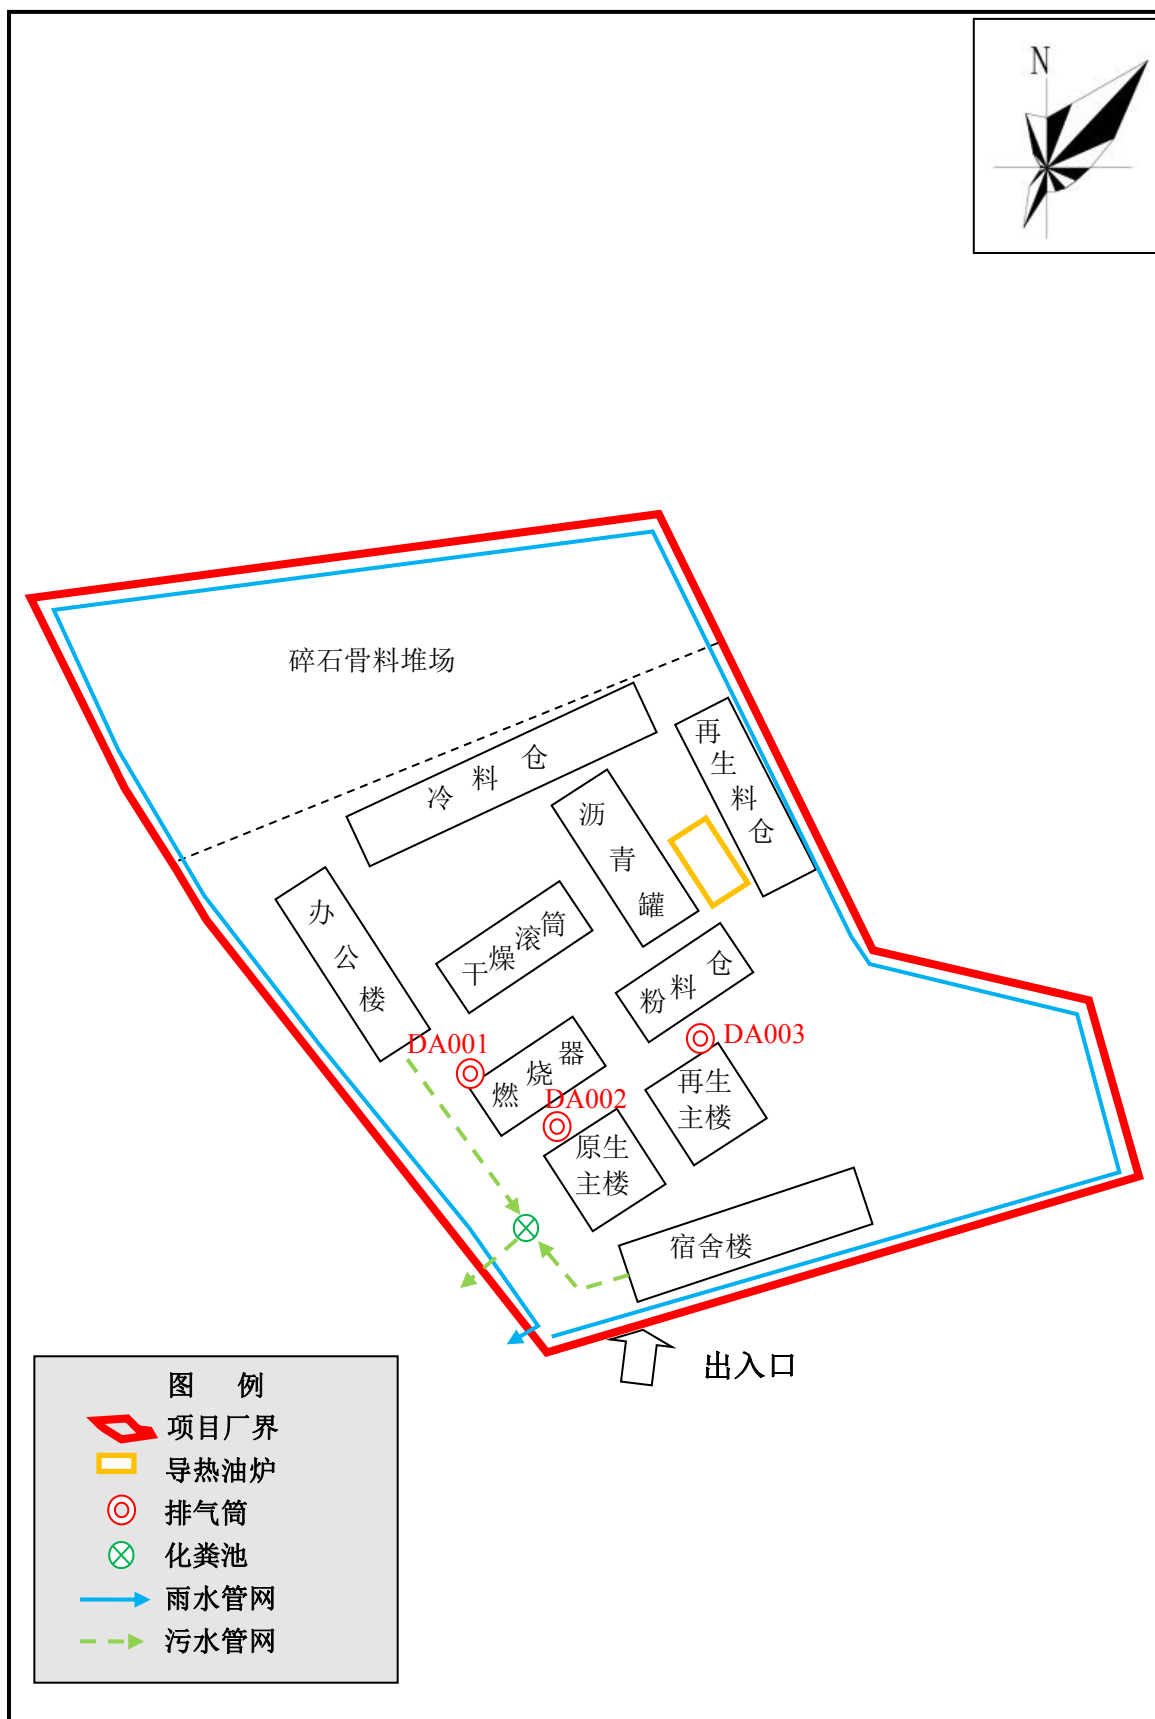 N
碎石骨料堆场
冷料仓
再生料仓
沥青罐
办公楼
干燥滚筒
粉料仓
DA001
DA003
燃烧器
再生
主楼
DA002
原生
主楼
宿舍楼
出入口
图 例
项目厂界
导热油炉
排气筒
化粪池
雨水管网
污水管网